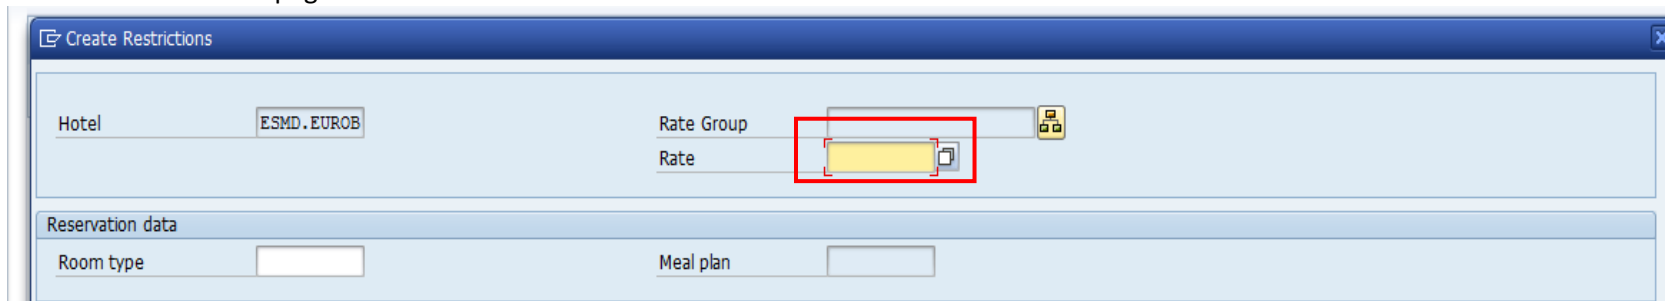 Create Restrictions
Hotel ESMD.EUROB Rate Group
Rate
Reservation data
Room type Meal plan